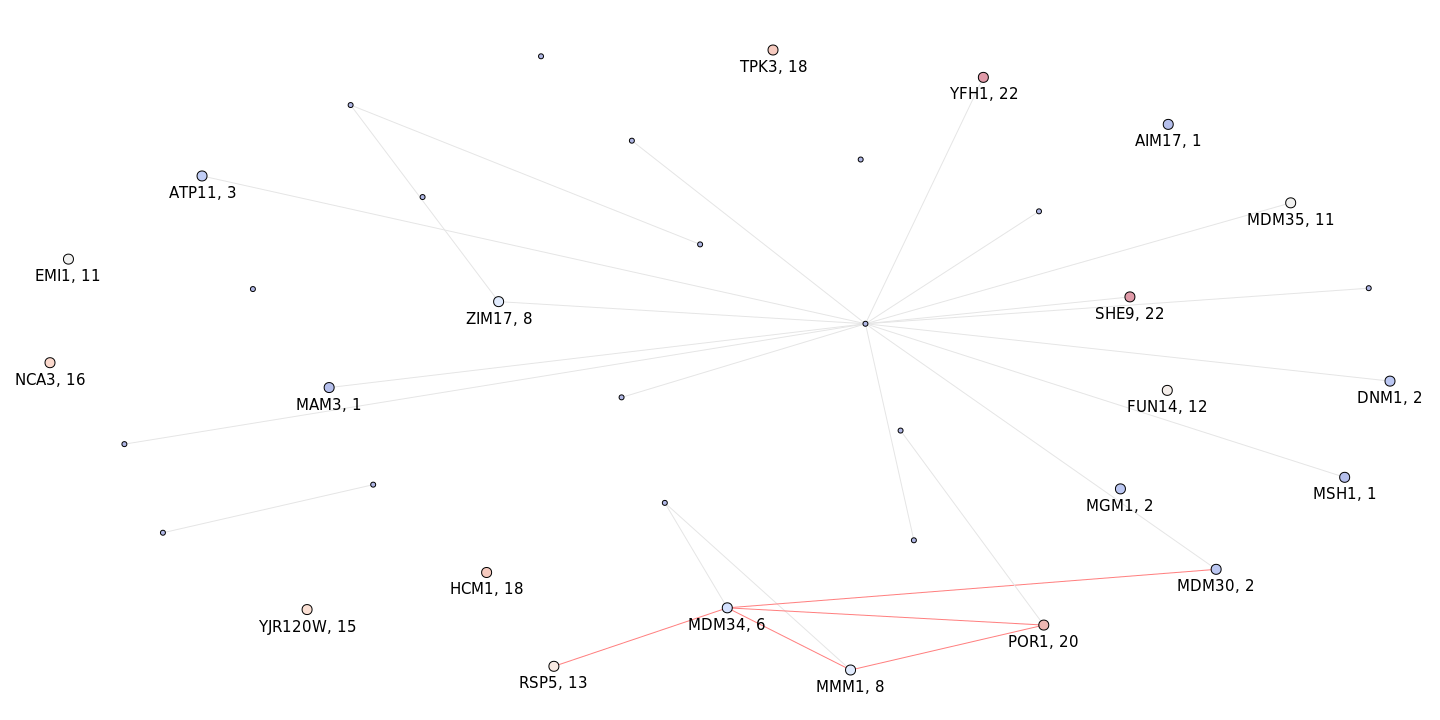 TPK3, 18
YFH1, 22
AIM17, 1
ATP11, 3
MDM35, 11
EMI1, 11
SHE9, 22
ZIM17, 8
NCA3, 16
MAM3, 1
DNM1, 2
FUN14, 12
MSH1, 1
MGM1, 2
HCM1, 18
MDM30, 2
YJR120W, 15
MDM34, 6
POR1, 20
RSP5, 13
MMM1, 8